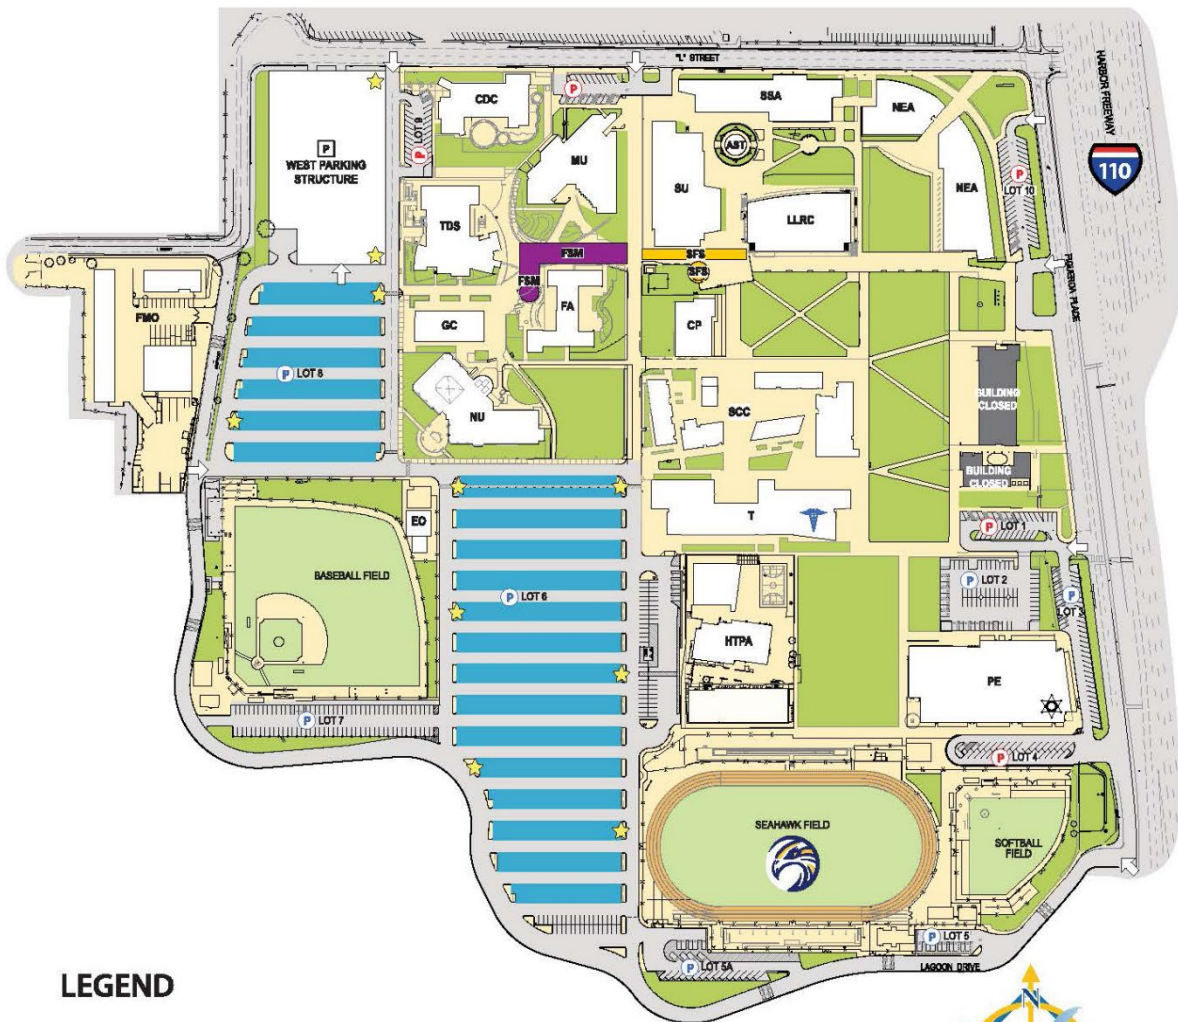 "L" STREET
HARBOR FREEWAY
110
P
WEST PARKING
STRUCTURE
LOT 9
P
CDC
P
MU
SSA
NEA
AST
SU
LLRC
NEA
P
LOT 10
TDS
FSM
FSM
SFS
SFS
FIGUEROA PLACE
FMO
GC
FA
CP
P LOT 8
NU
SCC
BUILDING
CLOSED
BUILDING
CLOSED
EO
T
P LOT 1
BASEBALL FIELD
P LOT 6
P LOT 2
P
LOT 3
HTPA
PE
P LOT 7
P LOT 4
SEAHAWK FIELD
SOFTBALL
FIELD
P LOT 5
P LOT 5A
LAGOON DRIVE
LEGEND
N